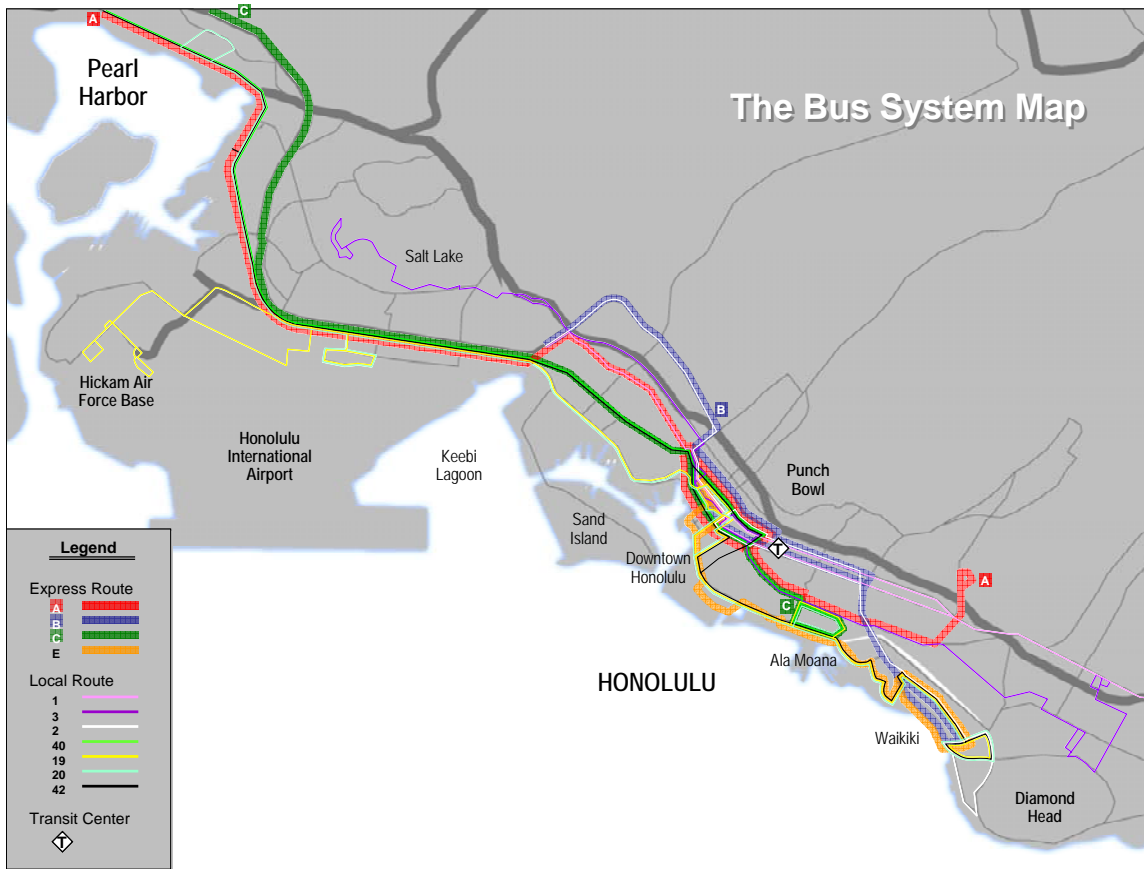 A
C
Pearl
Harbor
The Bus System Map
Salt Lake
Hickam Air
Force Base
Honolulu
International
Airport
Keebi
Lagoon
B
Punch
Bowl
Sand
Island
Downtown
Honolulu
T
A
C
Ala Moana
HONOLULU
Waikiki
Diamond
Head
Legend
Express Route
A
B
C
E
Local Route
1
3
2
40
19
20
42
Transit Center
T